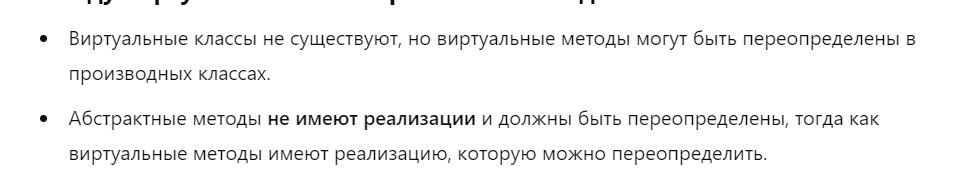 Виртуальные классы не существуют, но виртуальные методы могут быть переопределены в
производных классах.
Абстрактные методы не имеют реализации и должны быть переопределены, тогда как
виртуальные методы имеют реализацию, которую можно переопределить.